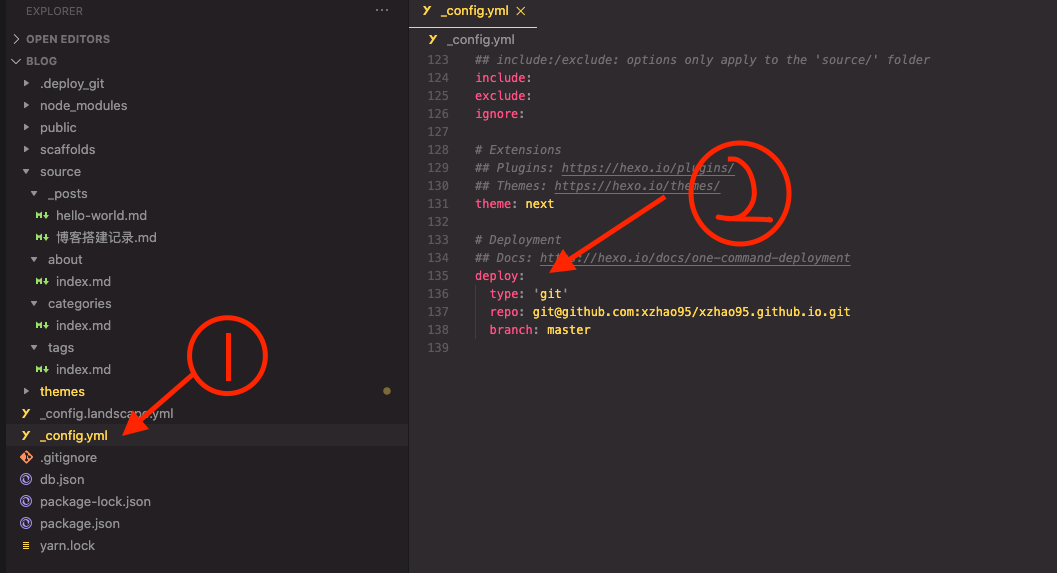 EXPLORER
OPEN EDITORS
BLOG
.deploy_git
node_modules
public
scaffolds
source
_posts
hello-world.md
博客搭建记录.md
about
index.md
categories
index.md
tags
index.md
themes
_config.landscape.yml
_config.yml
.gitignore
db.json
package-lock.json
package.json
yarn.lock
1
_config.yml
_config.yml
123 ## include:/exclude: options only apply to the 'source/' folder
124 include:
125 exclude:
126 ignore:
127
128 # Extensions
129 ## Plugins: https://hexo.io/plugins/
130 ## Themes: https://hexo.io/themes/
131 theme: next
132
133 # Deployment
134 ## Docs: https://hexo.io/docs/one-command-deployment
135 deploy:
136 type: 'git'
137 repo: git@github.com:xzhao95/xzhao95.github.io.git
138 branch: master
139
2